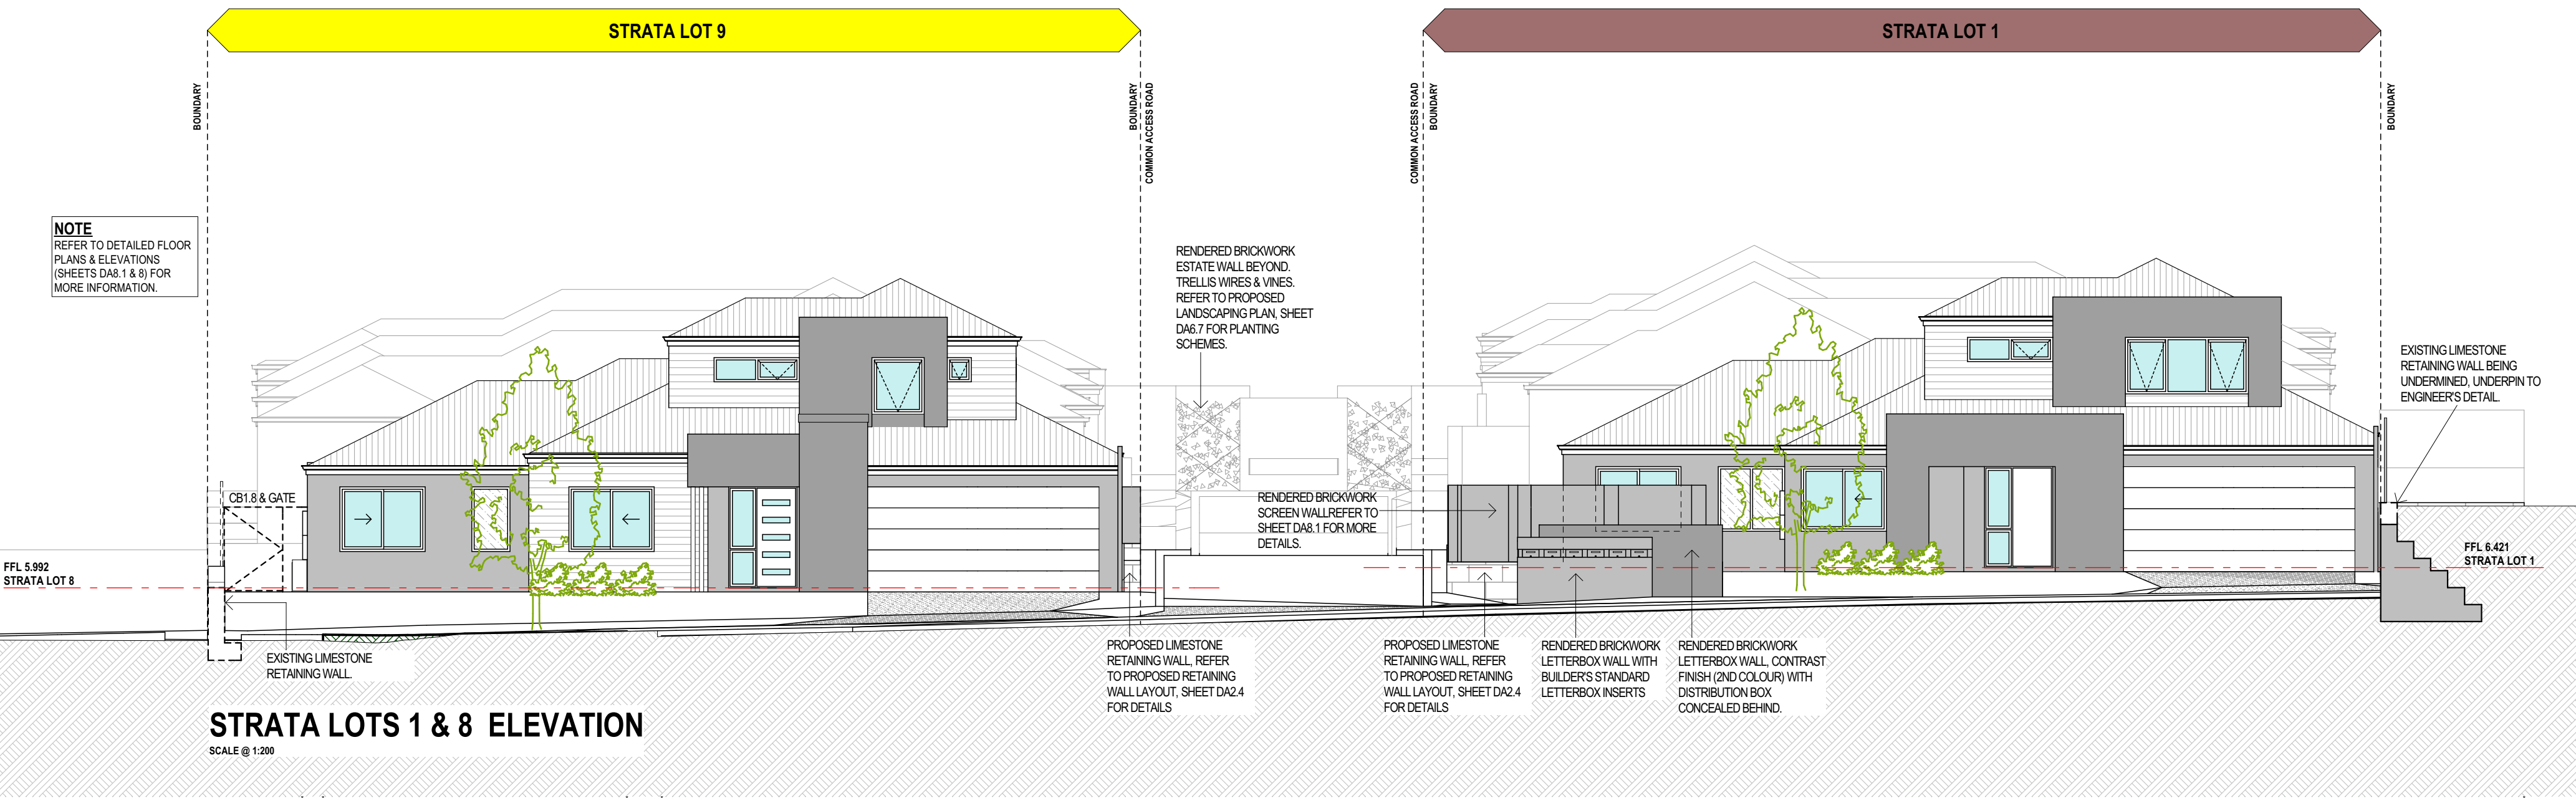 STRATA LOT 9
STRATA LOT 1
BOUNDARY
BOUNDARY
COMMON ACCESS ROAD
COMMON ACCESS ROAD
BOUNDARY
BOUNDARY
NOTE
REFER TO DETAILED FLOOR
PLANS & ELEVATIONS
(SHEETS DA8.1 & 8) FOR
MORE INFORMATION.
RENDERED BRICKWORK
ESTATE WALL BEYOND.
TRELLIS WIRES & VINES.
REFER TO PROPOSED
LANDSCAPING PLAN, SHEET
DA6.7 FOR PLANTING
SCHEMES.
EXISTING LIMESTONE
RETAINING WALL BEING
UNDERMINED, UNDERPIN TO
ENGINEER'S DETAIL.
CB1.8 & GATE
RENDERED BRICKWORK
SCREEN WALLREFER TO
SHEET DA8.1 FOR MORE
DETAILS.
FFL 5.992
STRATA LOT 8
FFL 6.421
STRATA LOT 1
EXISTING LIMESTONE
RETAINING WALL.
PROPOSED LIMESTONE
RETAINING WALL, REFER
TO PROPOSED RETAINING
WALL LAYOUT, SHEET DA2.4
FOR DETAILS
PROPOSED LIMESTONE
RETAINING WALL, REFER
TO PROPOSED RETAINING
WALL LAYOUT, SHEET DA2.4
FOR DETAILS
RENDERED BRICKWORK
LETTERBOX WALL WITH
BUILDER'S STANDARD
LETTERBOX INSERTS
RENDERED BRICKWORK
LETTERBOX WALL, CONTRAST
FINISH (2ND COLOUR) WITH
DISTRIBUTION BOX
CONCEALED BEHIND.
STRATA LOTS 1 & 8 ELEVATION
SCALE @ 1:200